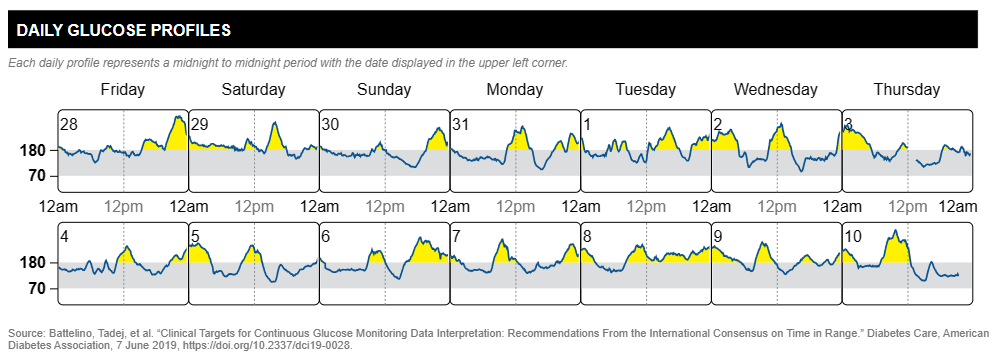 DAILY GLUCOSE PROFILES
Each daily profile represents a midnight to midnight period with the date displayed in the upper left corner.
Friday Saturday Sunday Monday Tuesday Wednesday Thursday
28 29 30 31 1 2 3
180
70
12am 12pm 12am 12pm 12am 12pm 12am 12pm 12am 12pm 12am 12pm 12am 12pm 12am
4 5 6 7 8 9 10
180
70
Source: Battelino, Tadej, et al. “Clinical Targets for Continuous Glucose Monitoring Data Interpretation: Recommendations From the International Consensus on Time in Range.” Diabetes Care, American
Diabetes Association, 7 June 2019, https://doi.org/10.2337/dci19-0028.